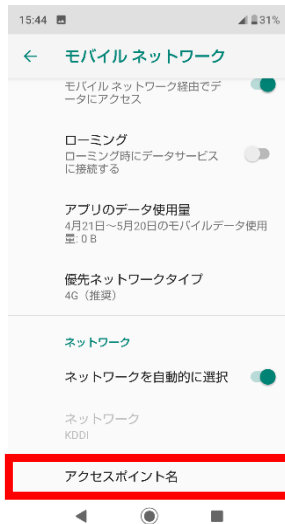 15:44
31%
モバイル ネットワーク
モバイル ネットワーク経由でデ
ータにアクセス
ローミング
ローミング時にデータサービス
に接続する
アプリのデータ使用量
4月21日～5月20日のモバイルデータ使用
量: 0 B
優先ネットワークタイプ
4G（推奨）
ネットワーク
ネットワークを自動的に選択
ネットワーク
KDDI
アクセスポイント名